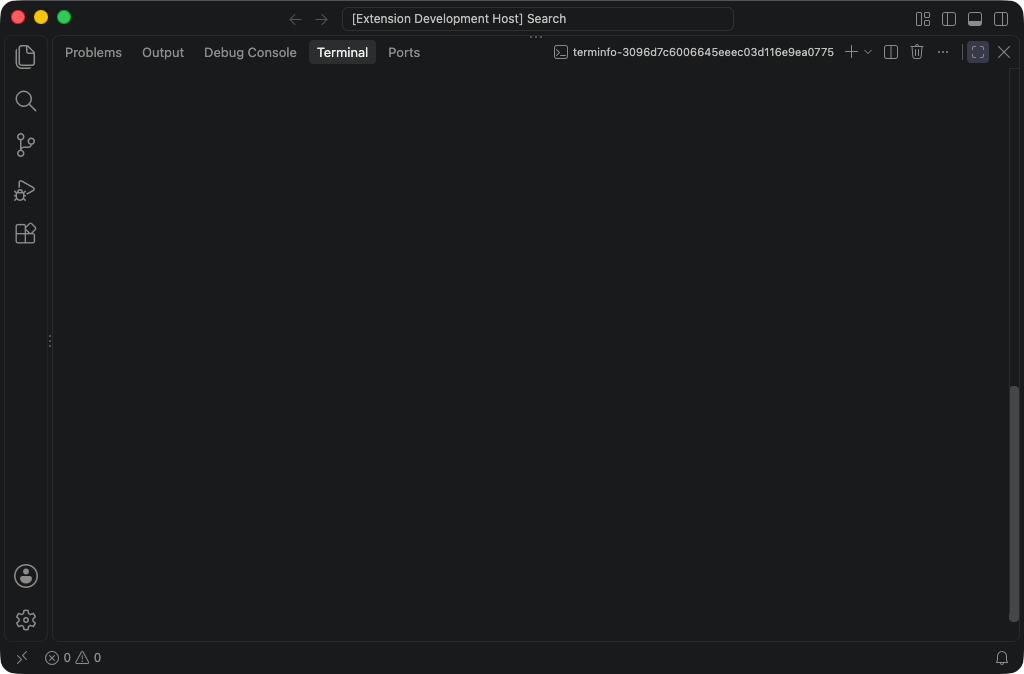 [Extension Development Host] Search
Problems Output Debug Console Terminal Ports terminfo-3096d7c6006645eeec03d116e9ea0775
0 0